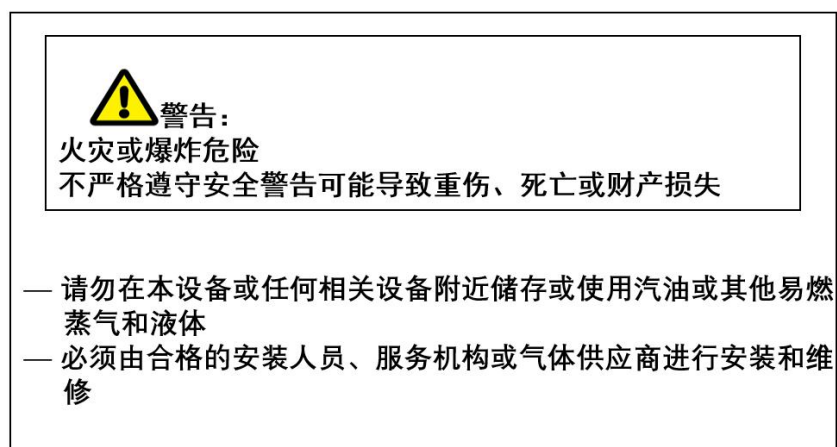 警告：
火灾或爆炸危险
不严格遵守安全警告可能导致重伤、死亡或财产损失
— 请勿在本设备或任何相关设备附近储存或使用汽油或其他易燃
蒸气和液体
— 必须由合格的安装人员、服务机构或气体供应商进行安装和维
修